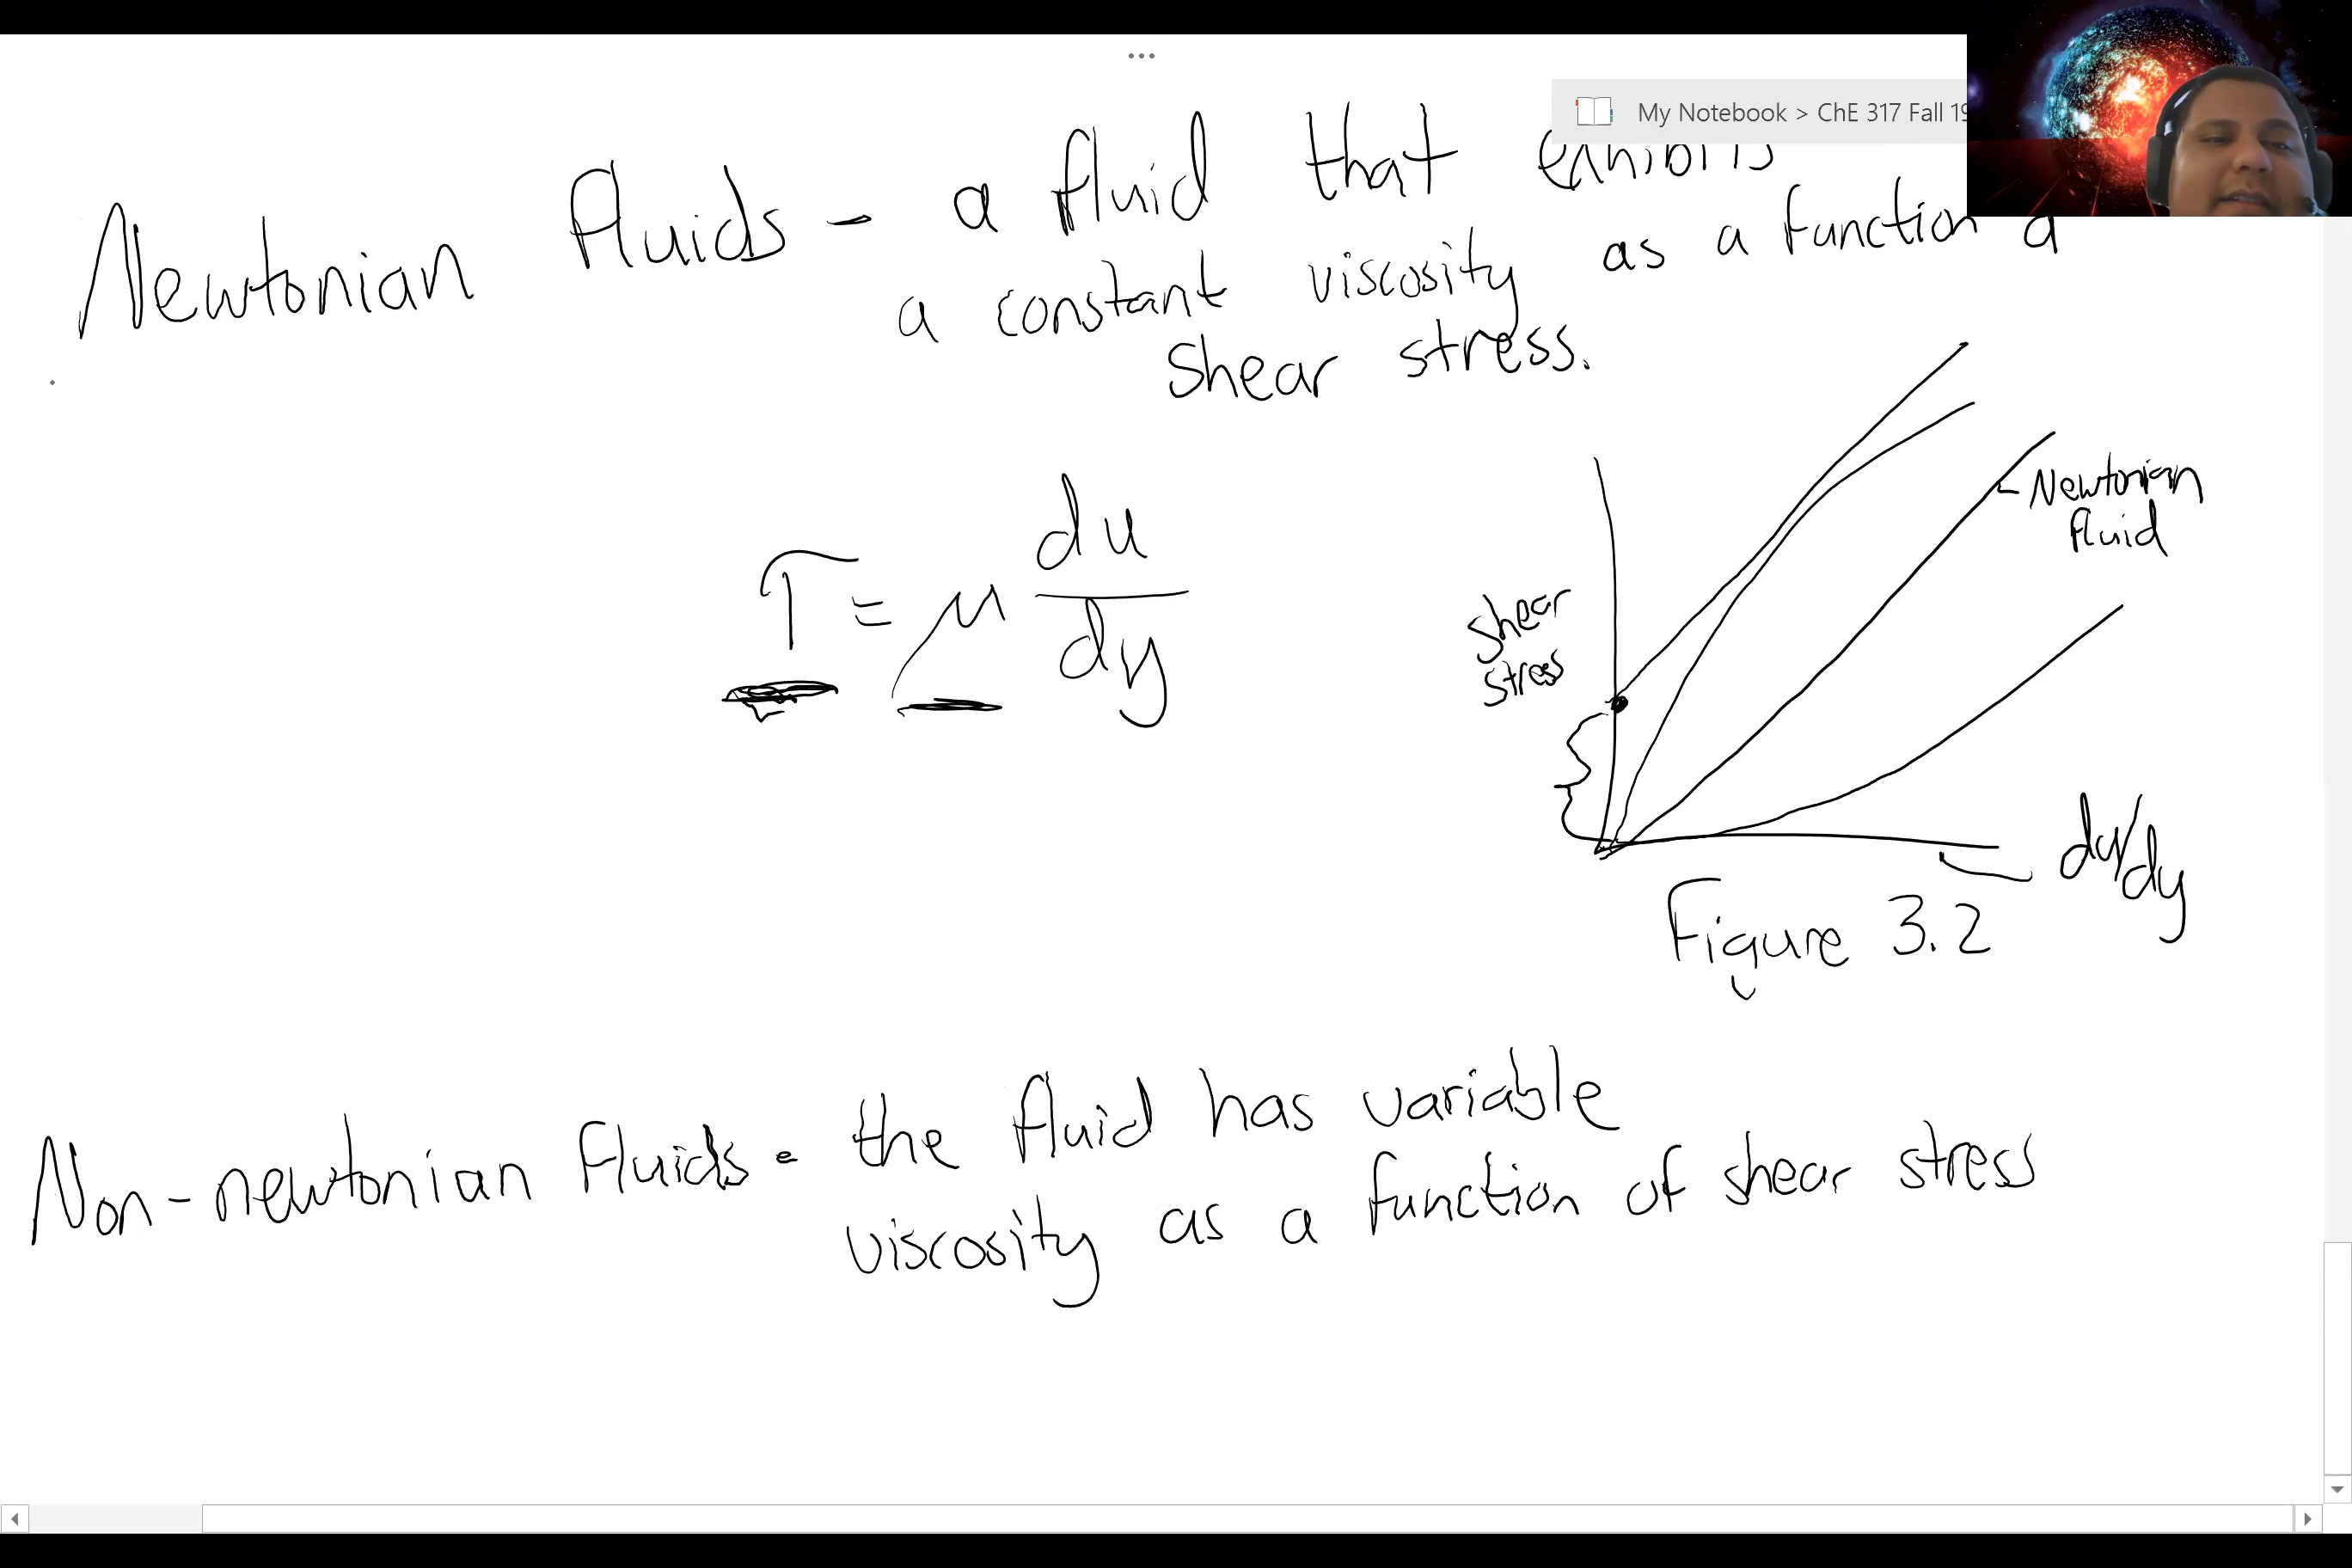 My Notebook > ChE 317 Fall 19
Newtonian fluids - a fluid that exhibits
a constant viscosity as a function
shear stress.
τ = μ du/dy
shear
stress
Newtonian
fluid
du/dy
Figure 3.2
Non-newtonian fluids - the fluid has variable
viscosity as a function of shear stress